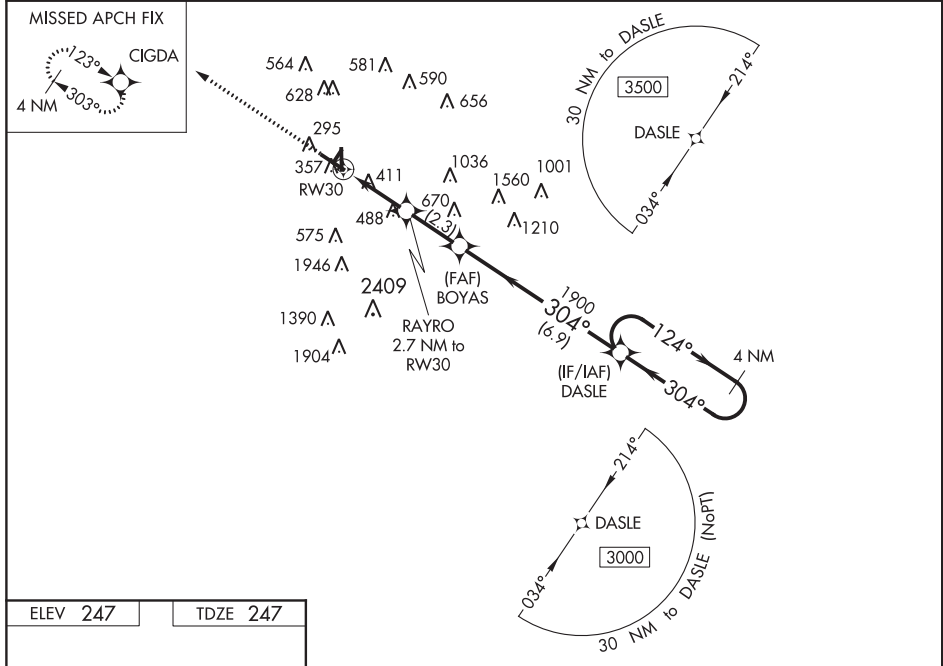 MISSED APCH FIX
CIGDA
123°
303°
4 NM
564
581
590
628
656
295
357
RW30
411
1036
1560
1001
488
670
(2.3)
1210
575
1946
(FAF)
BOYAS
2409
1390
1904
RAYRO
2.7 NM to
RW30
1900
304°
(6.9)
(IF/IAF)
DASLE
124°
304°
4 NM
30 NM to DASLE
3500
214°
DASLE
034°
214°
DASLE
3000
034°
30 NM to DASLE (NoPT)
ELEV 247
TDZE 247